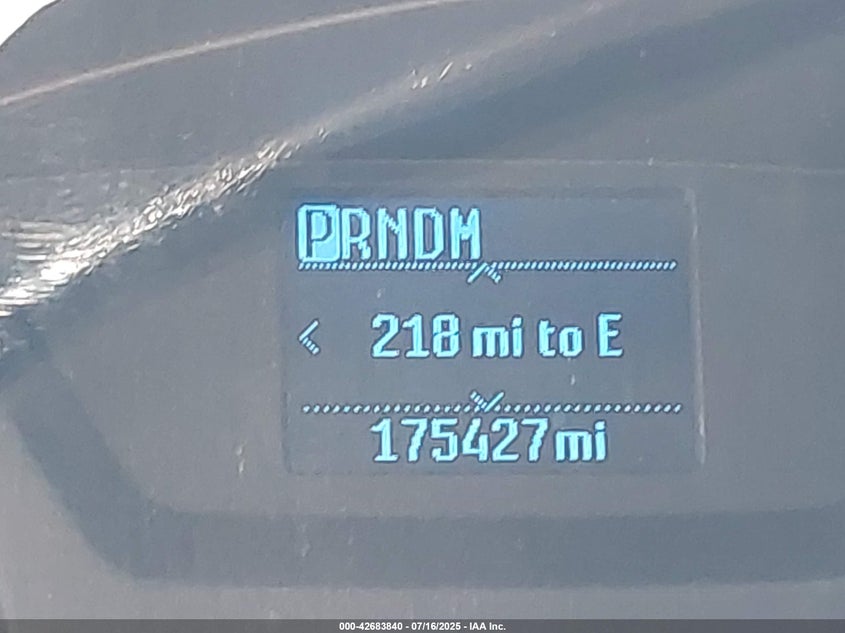 PRNDM
< 218 mi to E
175427mi
000-42683840 - 07/16/2025 - IAA Inc.